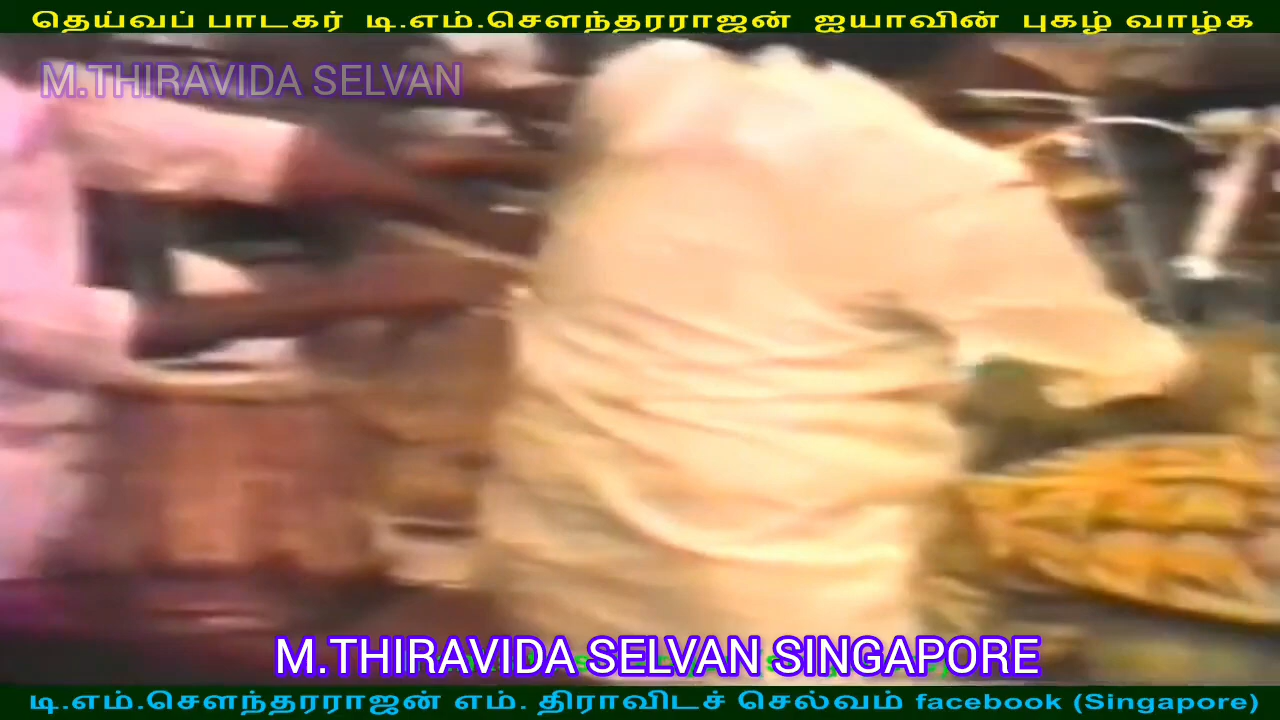 தெய்வப் பாடகர் டி.எம்.சௌந்தரராஜன் ஐயாவின் புகழ் வாழ்க
M.THIRAVIDA SELVAN
M.THIRAVIDA SELVAN SINGAPORE
டி.எம்.சௌந்தரராஜன் எம். திராவிடச் செல்வம் facebook (Singapore)